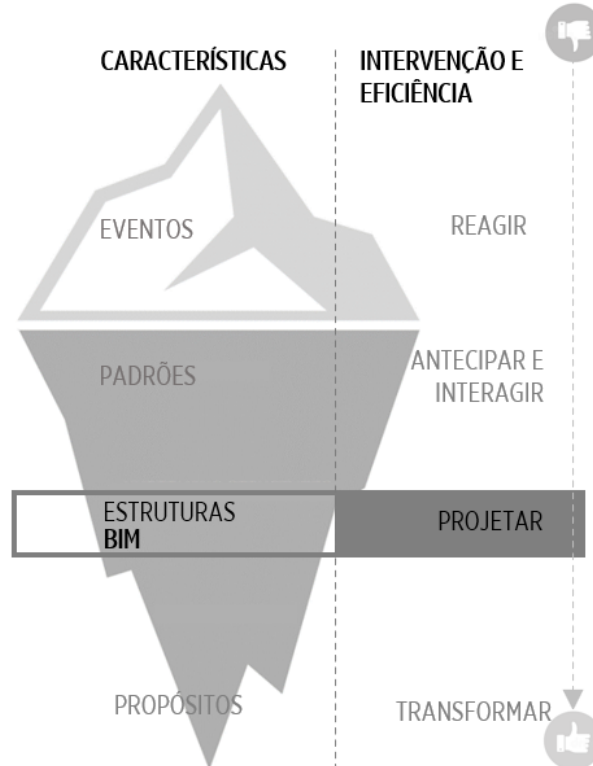 CARACTERÍSTICAS
INTERVENÇÃO E
EFICIÊNCIA
EVENTOS
REAGIR
PADRÕES
ANTECIPAR E
INTERAGIR
ESTRUTURAS
BIM
PROJETAR
PROPÓSITOS
TRANSFORMAR